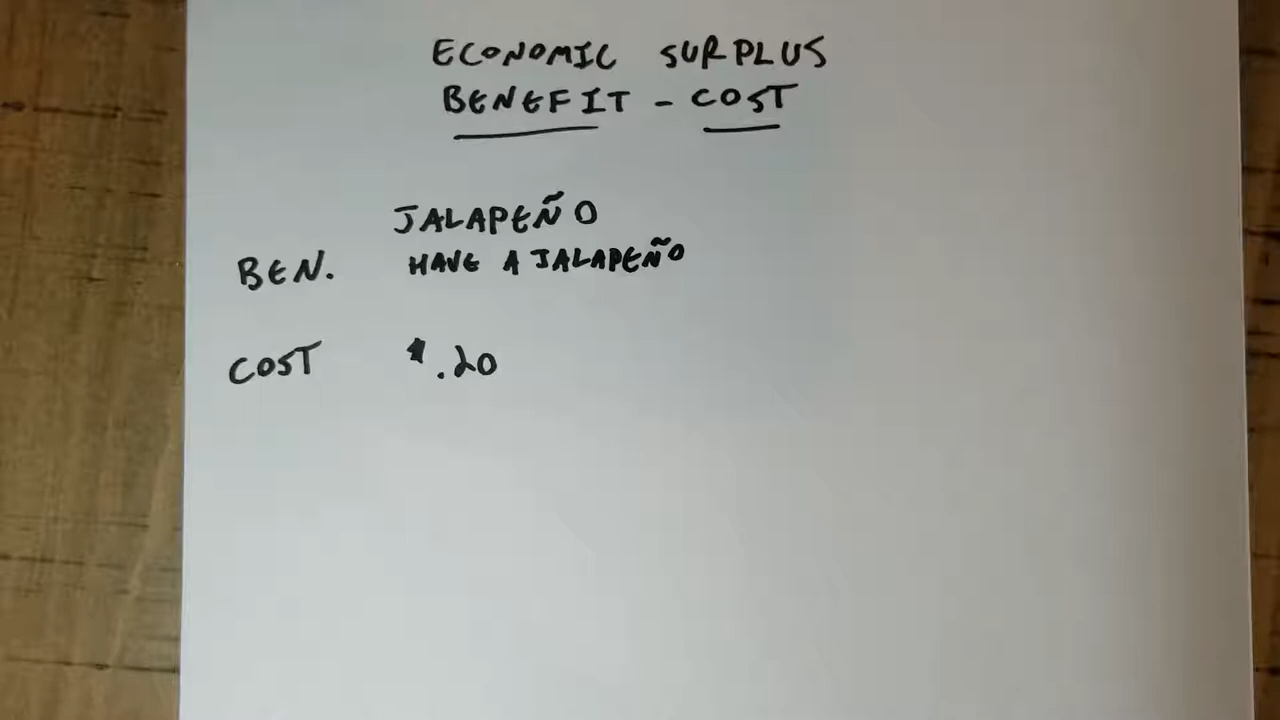 ECONOMIC SURPLUS
BENEFIT - COST
JALAPEÑO
BEN. HAVE A JALAPEÑO
COST $.20